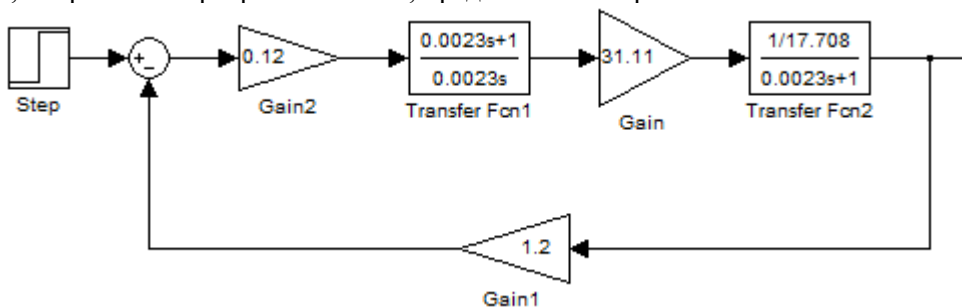 0.0023s+1
1/17.708
+
−
0.12
31.11
0.0023s
0.0023s+1
Step
Gain2
Transfer Fcn1
Gain
Transfer Fcn2
1.2
Gain1